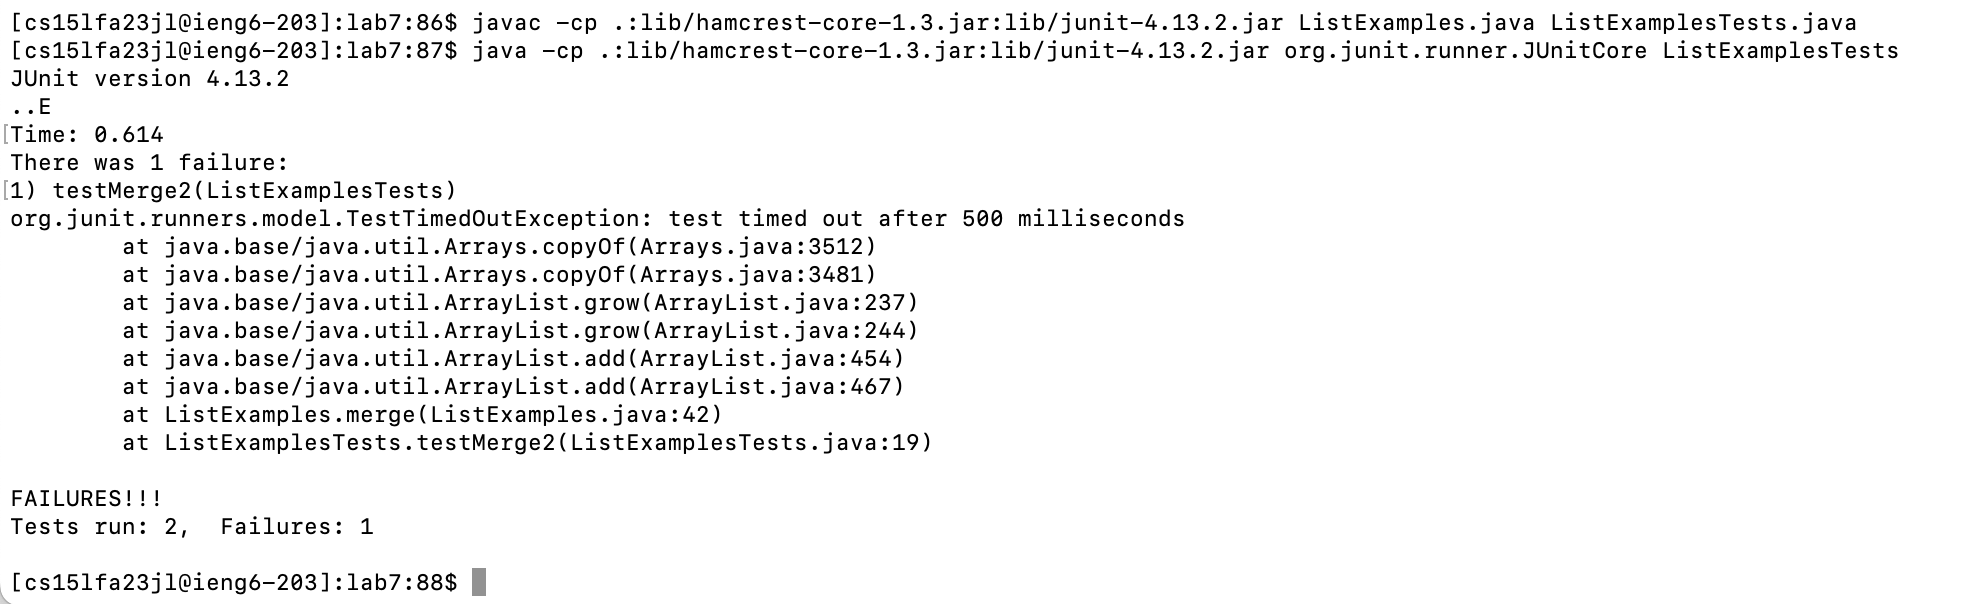 [cs15lfa23jl@ieng6-203]:lab7:86$ javac -cp .:lib/hamcrest-core-1.3.jar:lib/junit-4.13.2.jar ListExamples.java ListExamplesTests.java
[cs15lfa23jl@ieng6-203]:lab7:87$ java -cp .:lib/hamcrest-core-1.3.jar:lib/junit-4.13.2.jar org.junit.runner.JUnitCore ListExamplesTests
JUnit version 4.13.2
..E
[Time: 0.614
There was 1 failure:
[1) testMerge2(ListExamplesTests)
org.junit.runners.model.TestTimedOutException: test timed out after 500 milliseconds
        at java.base/java.util.Arrays.copyOf(Arrays.java:3512)
        at java.base/java.util.Arrays.copyOf(Arrays.java:3481)
        at java.base/java.util.ArrayList.grow(ArrayList.java:237)
        at java.base/java.util.ArrayList.grow(ArrayList.java:244)
        at java.base/java.util.ArrayList.add(ArrayList.java:454)
        at java.base/java.util.ArrayList.add(ArrayList.java:467)
        at ListExamples.merge(ListExamples.java:42)
        at ListExamplesTests.testMerge2(ListExamplesTests.java:19)
FAILURES!!!
Tests run: 2,  Failures: 1
[cs15lfa23jl@ieng6-203]:lab7:88$